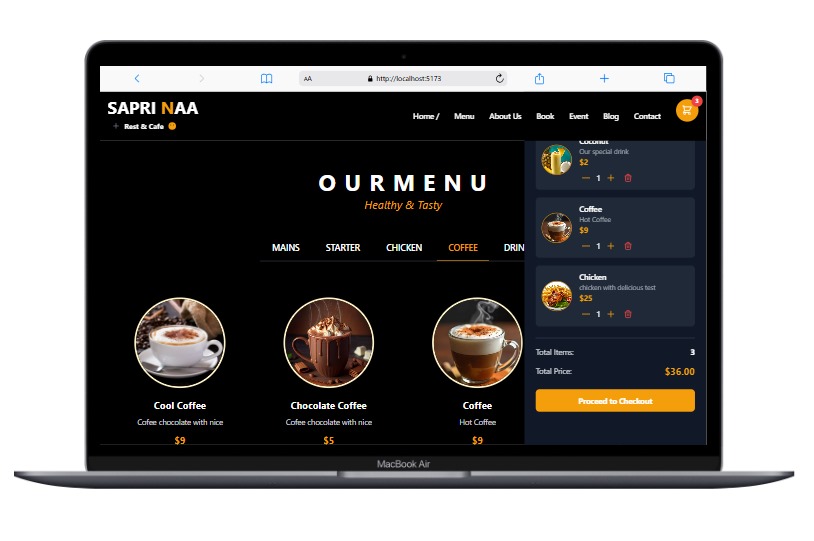 AA
http://localhost:5173
SAPRI NAA
Rest & Cafe
Home /
Menu
About Us
Book
Event
Blog
Contact
3
OURMENU
Healthy & Tasty
MAINS
STARTER
CHICKEN
COFFEE
DRIN
Cool Coffee
Cofee chocolate with nice
$9
Chocolate Coffee
Cofee chocolate with nice
$5
Coffee
Hot Coffee
$9
Coconut
Our special drink
$2
1
Coffee
Hot Coffee
$9
1
Chicken
chicken with delicious test
$25
1
Total Items:
3
Total Price:
$36.00
Proceed to Checkout
MacBook Air